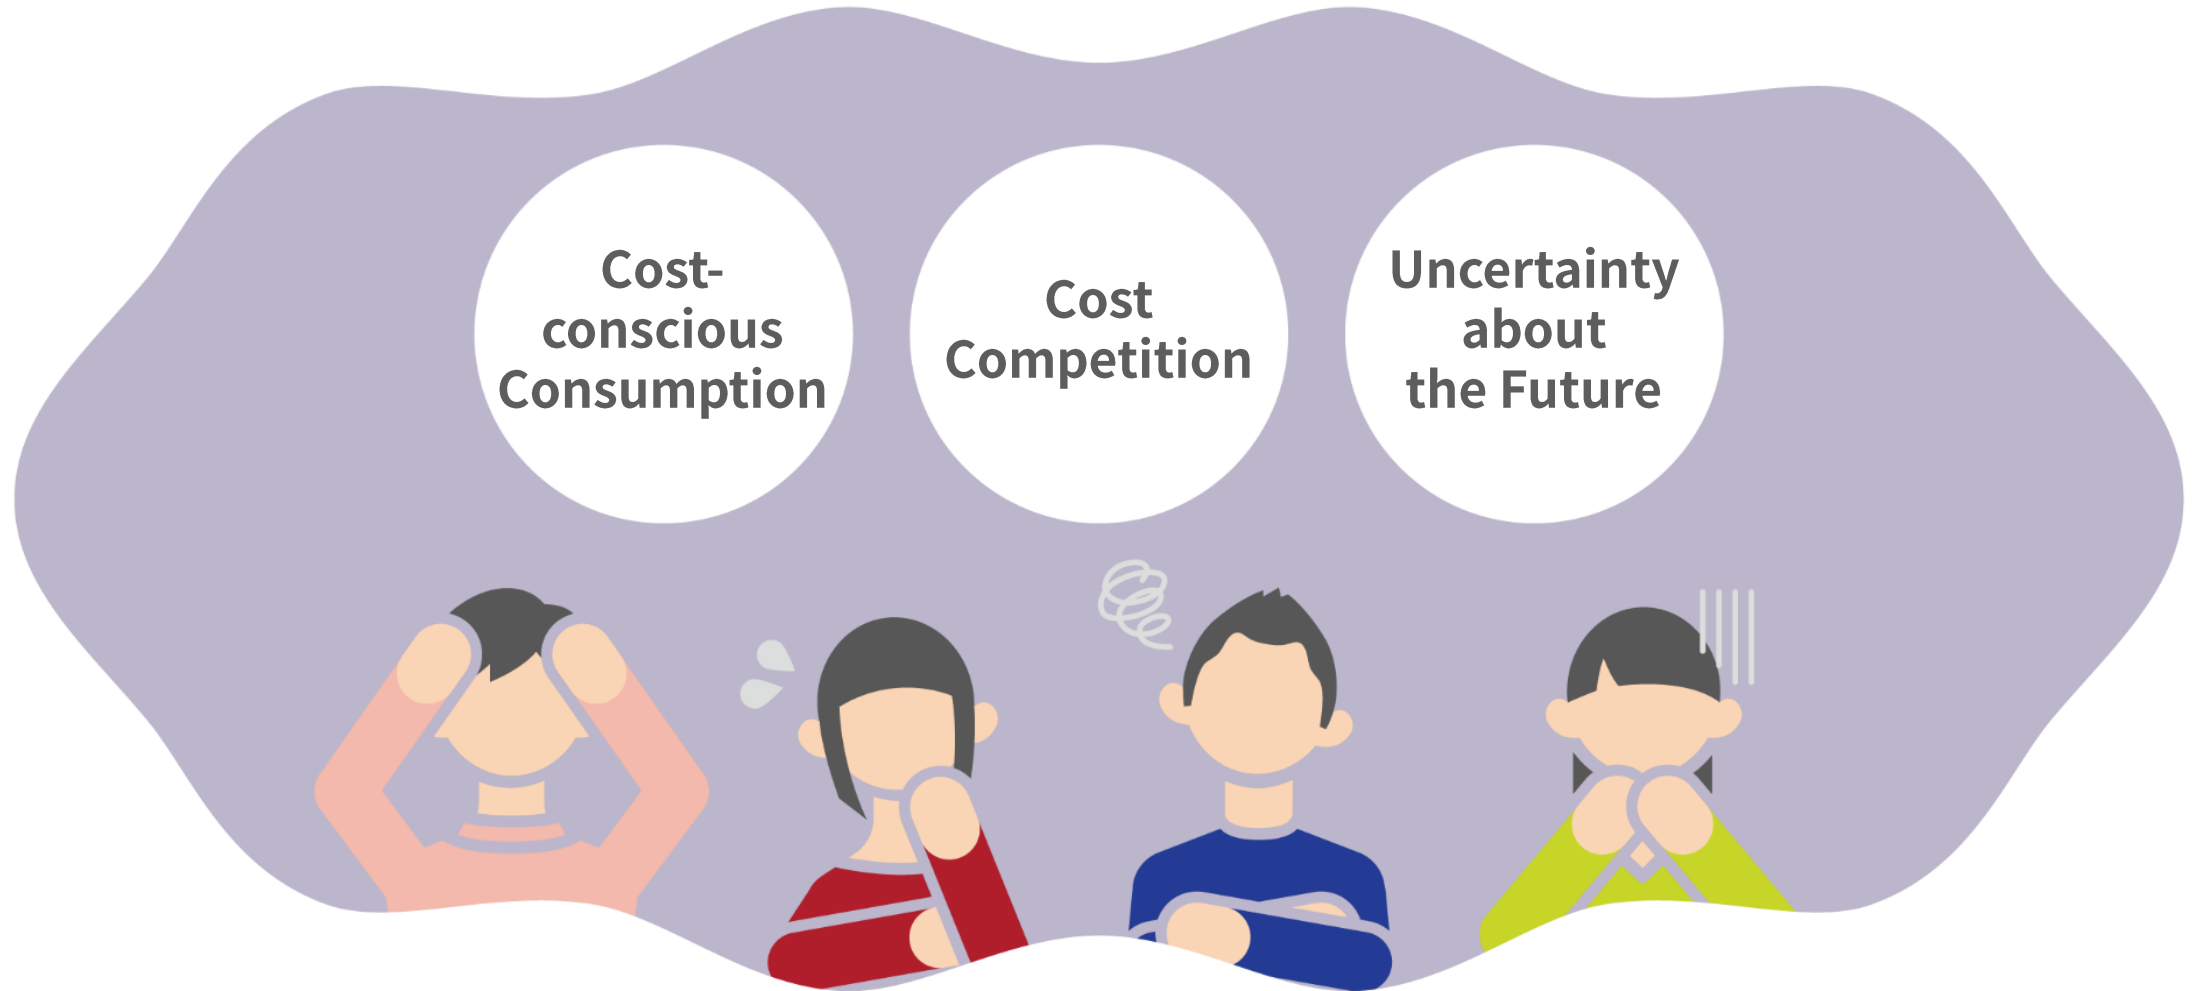 Cost-
conscious
Consumption
Cost
Competition
Uncertainty
about
the Future